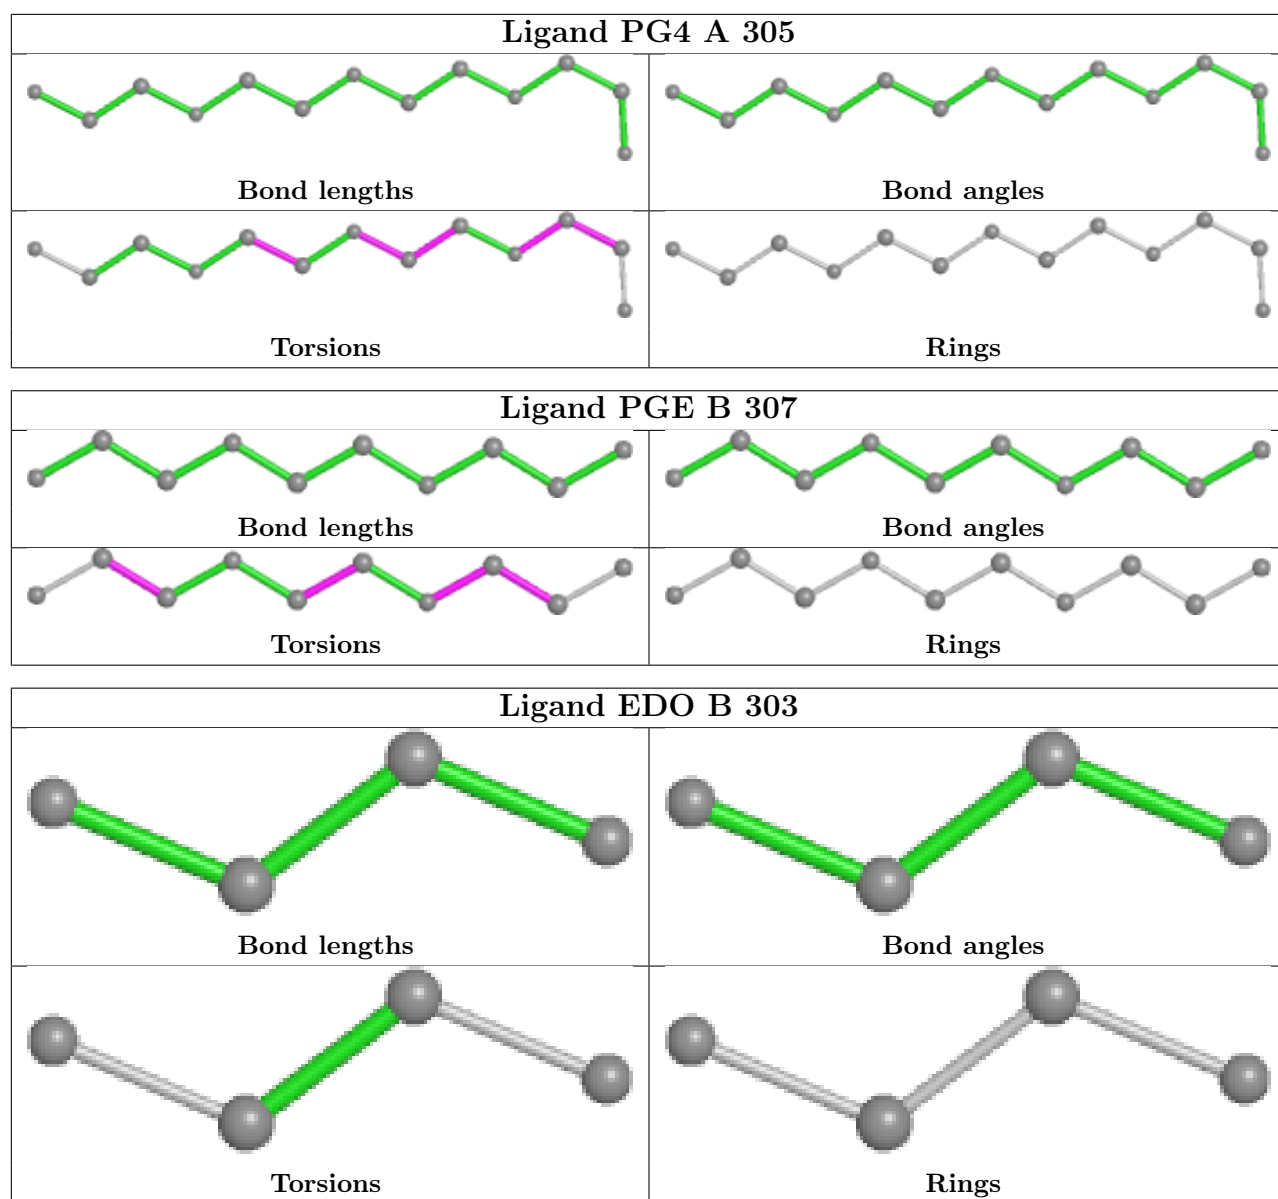 Ligand PG4 A 305
Bond lengths
Bond angles
Torsions
Rings
Ligand PGE B 307
Bond lengths
Bond angles
Torsions
Rings
Ligand EDO B 303
Bond lengths
Bond angles
Torsions
Rings